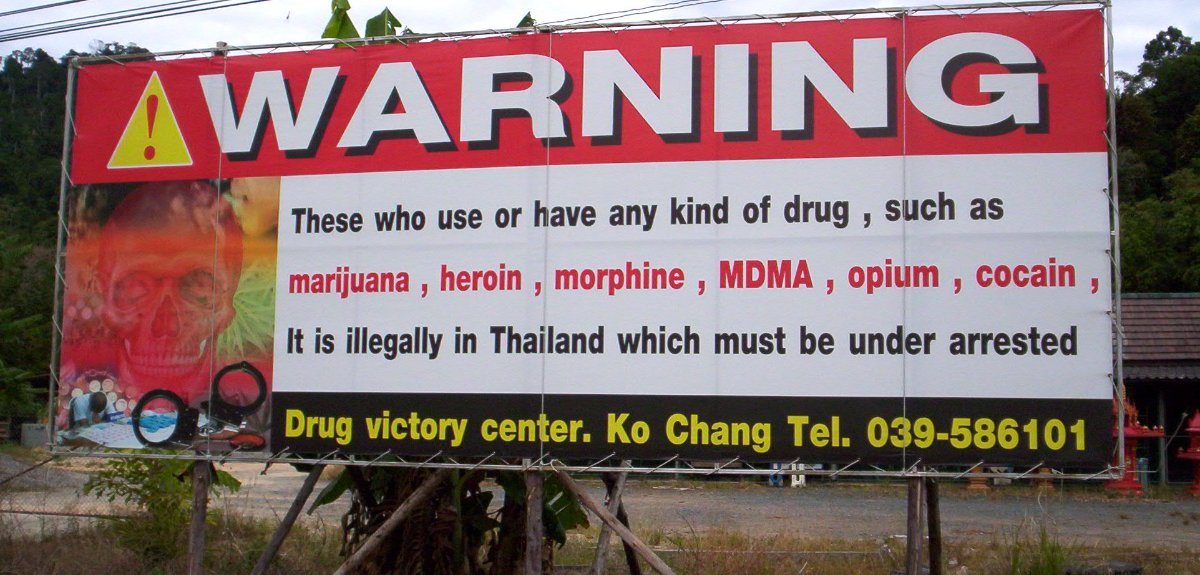 WARNING
These who use or have any kind of drug , such as
marijuana , heroin , morphine , MDMA , opium , cocain ,
It is illegally in Thailand which must be under arrested
Drug victory center. Ko Chang Tel. 039-586101